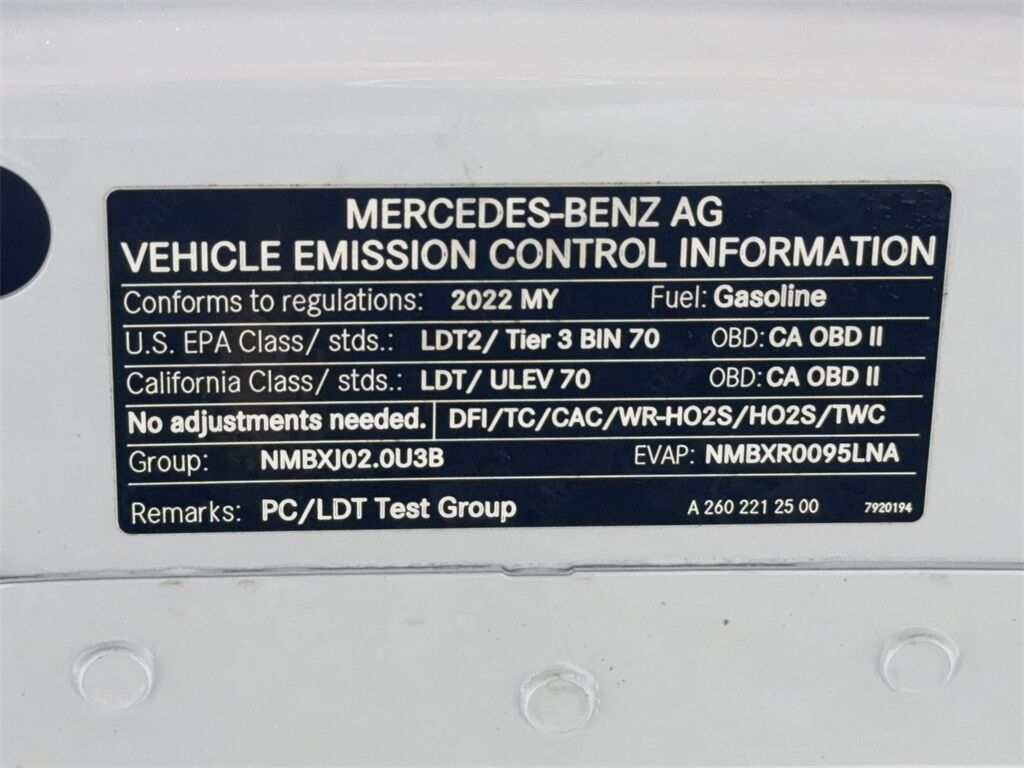 MERCEDES-BENZ AG
VEHICLE EMISSION CONTROL INFORMATION
Conforms to regulations: 2022 MY Fuel: Gasoline
U.S. EPA Class/ stds.: LDT2/ Tier 3 BIN 70 OBD: CA OBD II
California Class/ stds.: LDT/ ULEV 70 OBD: CA OBD II
No adjustments needed. DFI/TC/CAC/WR-HO2S/HO2S/TWC
Group: NMBXJ02.0U3B EVAP: NMBXR0095LNA
Remarks: PC/LDT Test Group A 260 221 25 00 7920194